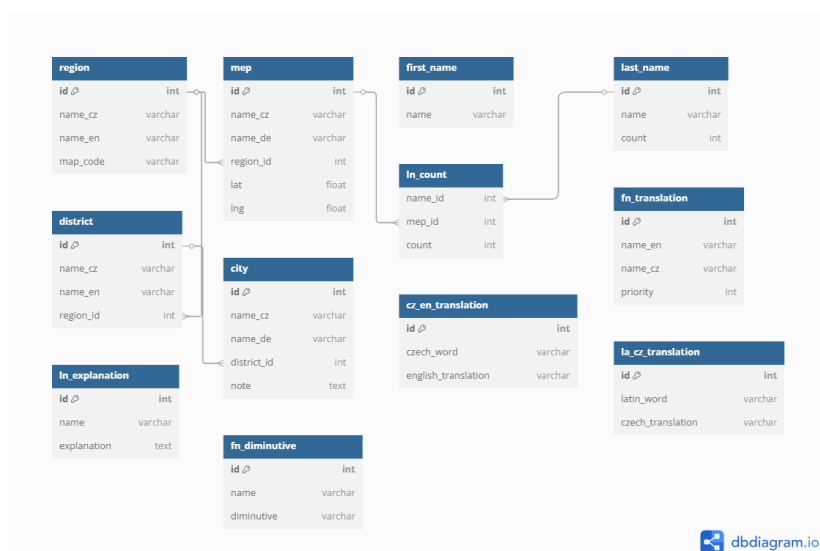 region
id int
name_cz varchar
name_en varchar
map_code varchar
mep
id int
name_cz varchar
name_de varchar
region_id int
lat float
lng float
first_name
id int
name varchar
last_name
id int
name varchar
count int
ln_count
name_id int
mep_id int
count int
fn_translation
id int
name_en varchar
name_cz varchar
priority int
district
id int
name_cz varchar
name_en varchar
region_id int
city
id int
name_cz varchar
name_de varchar
district_id int
note text
cz_en_translation
id int
czech_word varchar
english_translation varchar
la_cz_translation
id int
latin_word varchar
czech_translation varchar
ln_explanation
id int
name varchar
explanation text
fn_diminutive
id int
name varchar
diminutive varchar
dbdiagram.io